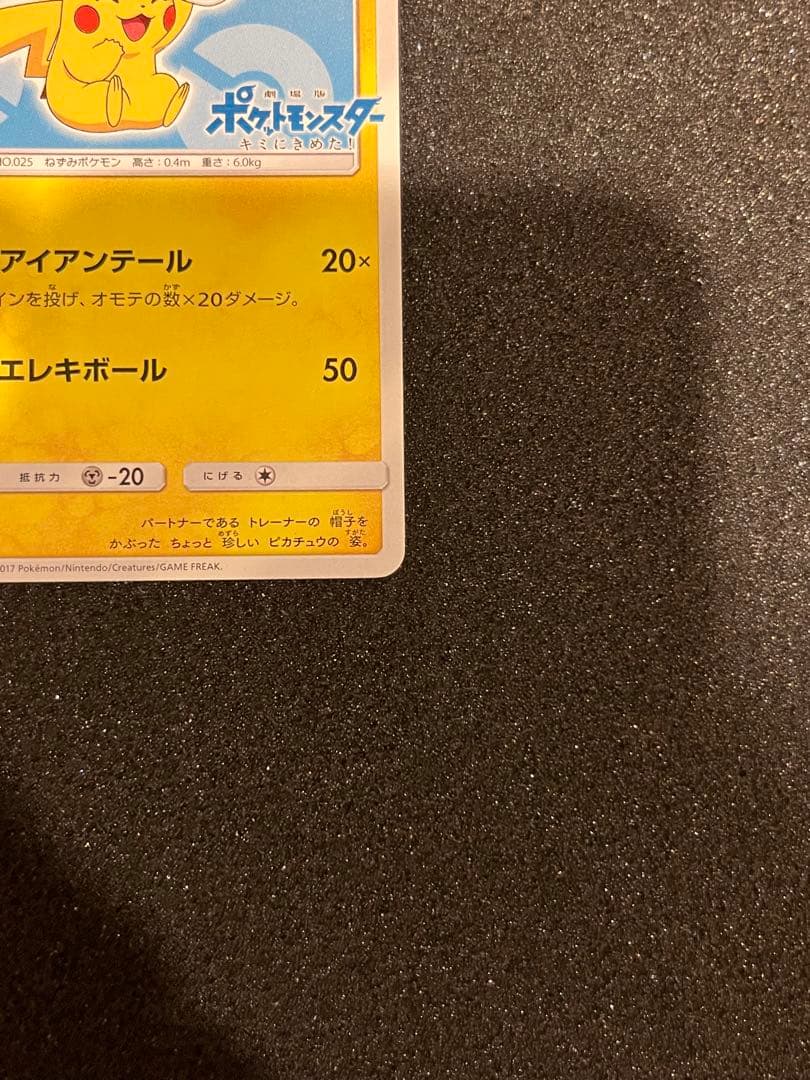 劇場版
ポケットモンスター
キミにきめた!
NO.025 ねずみポケモン 高さ:0.4m 重さ:6.0kg
アイアンテール 20×
インを投げ、オモテの数×20ダメージ。
エレキボール 50
抵抗力 -20 にげる
パートナーである トレーナーの 帽子を
かぶった ちょっと 珍しい ピカチュウの 姿。
017 Pokémon/Nintendo/Creatures/GAME FREAK.